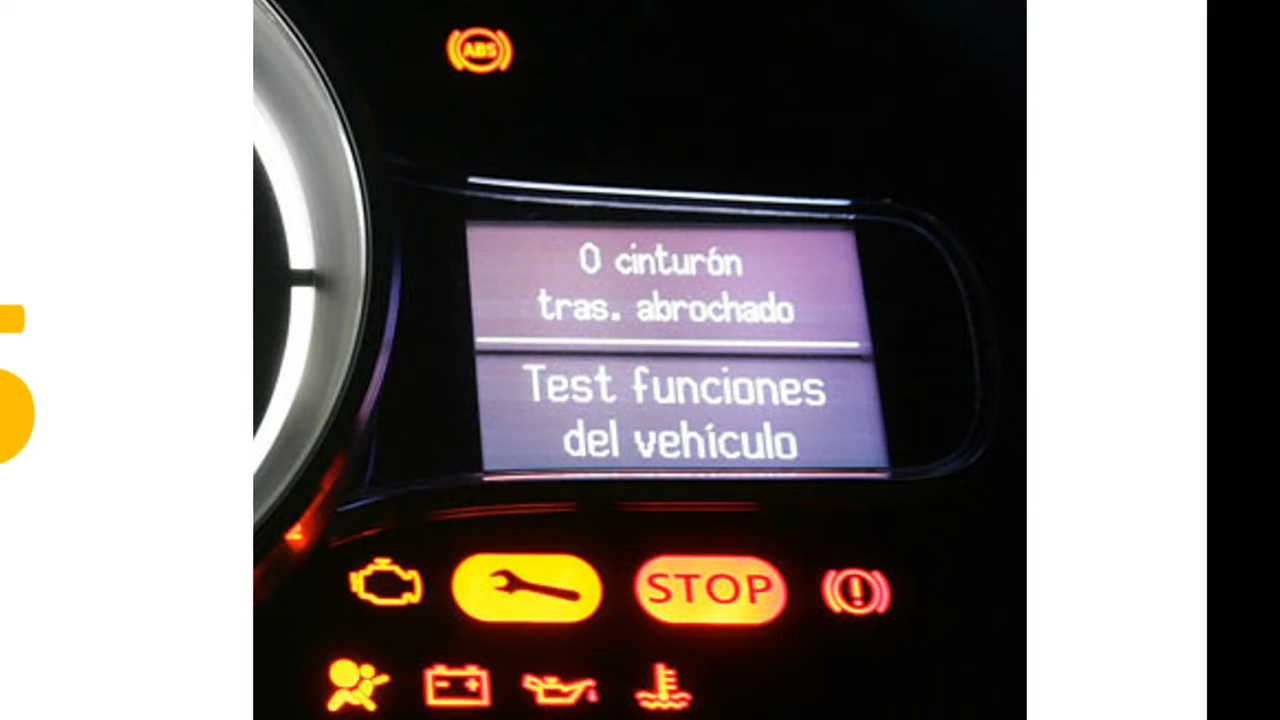 ABS
0 cinturón
tras. abrochado
Test funciones
del vehículo
STOP